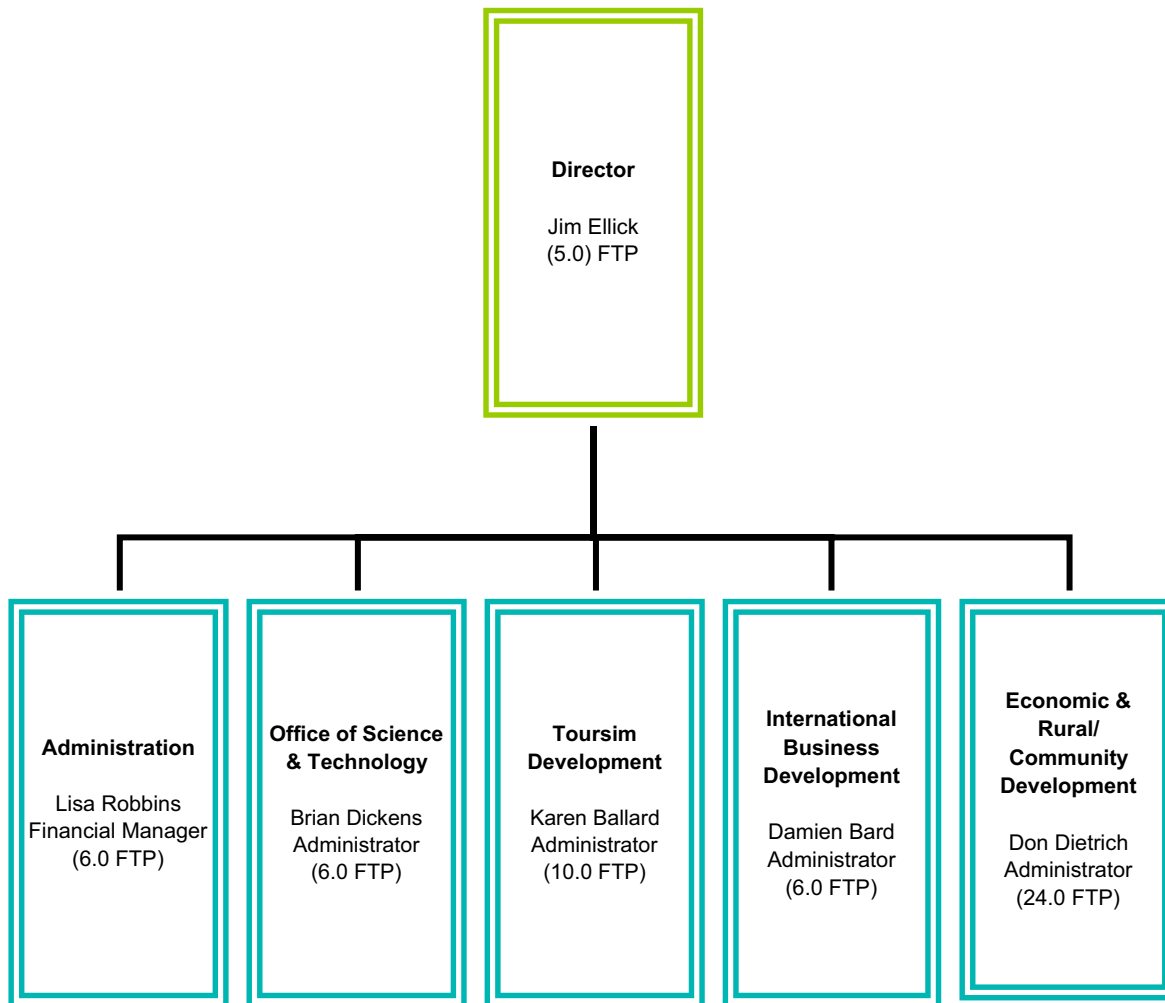 Director
Jim Ellick
(5.0) FTP
Administration
Lisa Robbins
Financial Manager
(6.0 FTP)
Office of Science
& Technology
Brian Dickens
Administrator
(6.0 FTP)
Toursim
Development
Karen Ballard
Administrator
(10.0 FTP)
International
Business
Development
Damien Bard
Administrator
(6.0 FTP)
Economic &
Rural/
Community
Development
Don Dietrich
Administrator
(24.0 FTP)